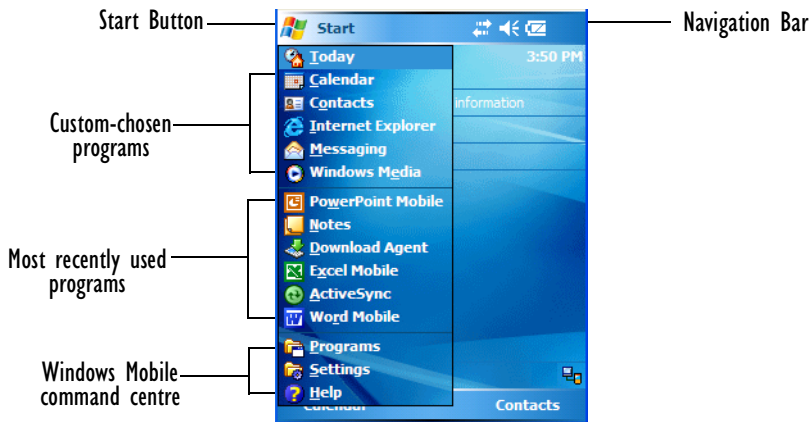 Start Button
Start
Navigation Bar
Today
3:50 PM
Custom-chosen
programs
Calendar
Contacts
information
Internet Explorer
Messaging
Windows Media
Most recently used
programs
PowerPoint Mobile
Notes
Download Agent
Excel Mobile
ActiveSync
Word Mobile
Windows Mobile
command centre
Programs
Settings
Help
Calendar
Contacts